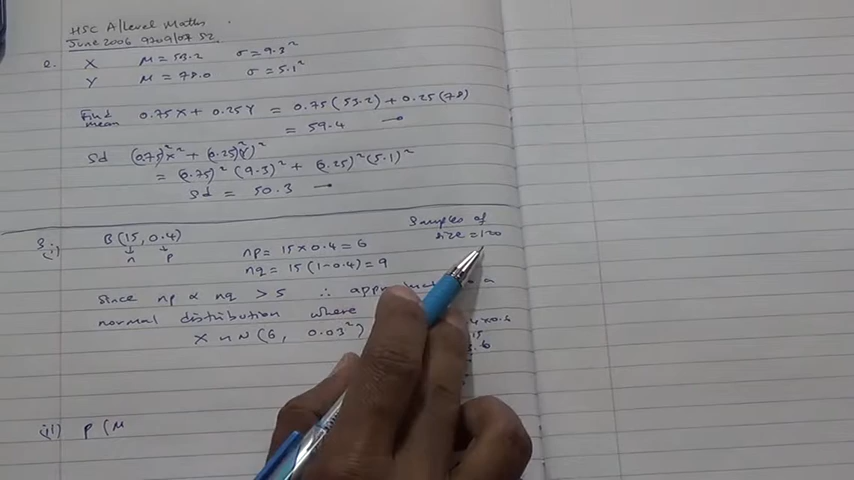 HSC A/Level Maths
June 2006 9709/07 S2
2. X M = 53.2 σ = 9.3²
Y M = 78.0 σ = 5.1²
Find mean 0.75X + 0.25Y = 0.75(53.2) + 0.25(78)
= 59.4
Sd (0.75)²X² + (0.25)²(Y)²
= (0.75)²(9.3)² + (0.25)²(5.1)²
Sd = 50.3
Samples of size = 120
3. (i) B(15, 0.4)
n p
np = 15 × 0.4 = 6
nq = 15(1 - 0.4) = 9
Since np & nq > 5 ∴ a
normal distribution where
X ~ N(6, 0.03²)
(ii) P(M